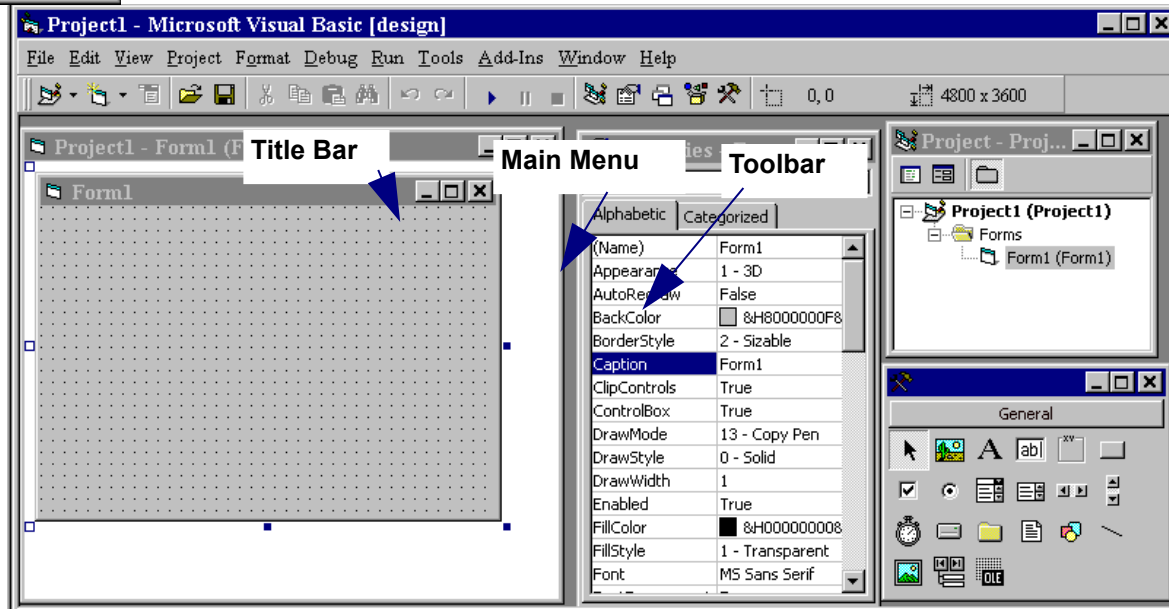 Project1 - Microsoft Visual Basic [design]
File Edit View Project Format Debug Run Tools Add-Ins Window Help
0, 0
4800 x 3600
Project1 - Form1
Title Bar
Main Menu
Toolbar
Form1
Alphabetic Categorized
(Name) Form1
Appearance 1 - 3D
AutoRedraw False
BackColor &H8000000F&
BorderStyle 2 - Sizable
Caption Form1
ClipControls True
ControlBox True
DrawMode 13 - Copy Pen
DrawStyle 0 - Solid
DrawWidth 1
Enabled True
FillColor &H00000000&
FillStyle 1 - Transparent
Font MS Sans Serif
Project - Proj...
Project1 (Project1)
Forms
Form1 (Form1)
General
A
ab
XY
OLE